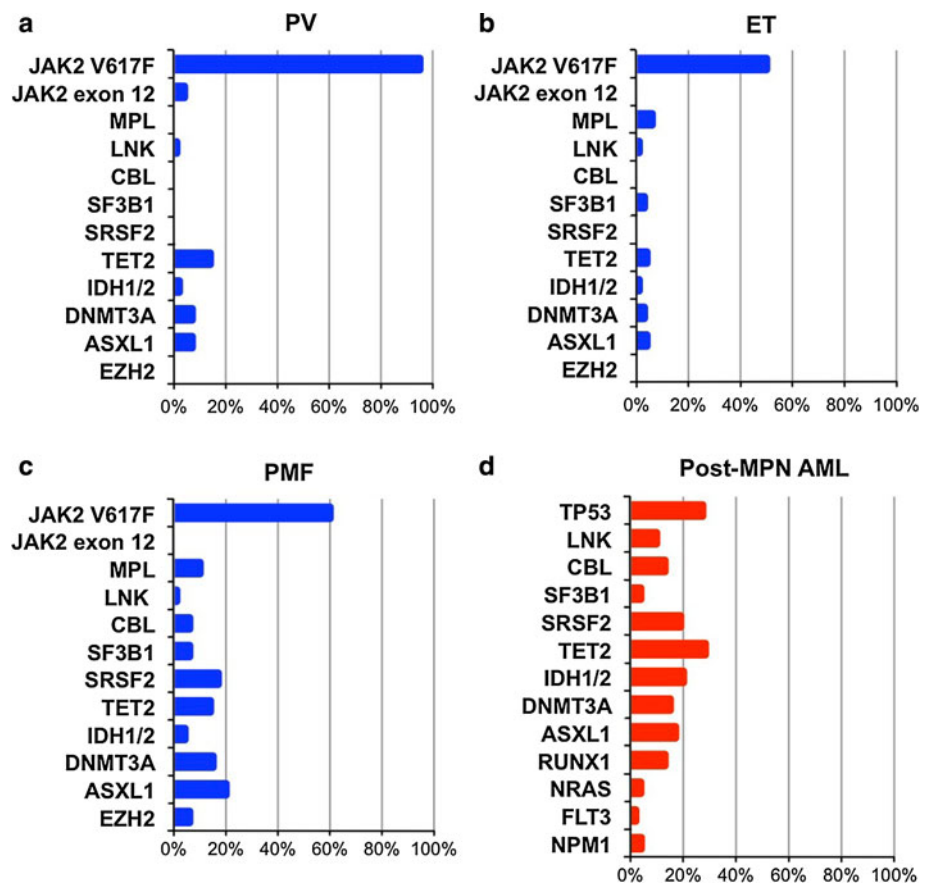 a
PV
JAK2 V617F
JAK2 exon 12
MPL
LNK
CBL
SF3B1
SRSF2
TET2
IDH1/2
DNMT3A
ASXL1
EZH2
0% 20% 40% 60% 80% 100%
b
ET
JAK2 V617F
JAK2 exon 12
MPL
LNK
CBL
SF3B1
SRSF2
TET2
IDH1/2
DNMT3A
ASXL1
EZH2
0% 20% 40% 60% 80% 100%
c
PMF
JAK2 V617F
JAK2 exon 12
MPL
LNK
CBL
SF3B1
SRSF2
TET2
IDH1/2
DNMT3A
ASXL1
EZH2
0% 20% 40% 60% 80% 100%
d
Post-MPN AML
TP53
LNK
CBL
SF3B1
SRSF2
TET2
IDH1/2
DNMT3A
ASXL1
RUNX1
NRAS
FLT3
NPM1
0% 20% 40% 60% 80% 100%